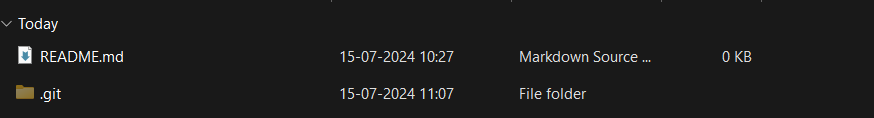 Today
README.md 15-07-2024 10:27 Markdown Source ... 0 KB
.git 15-07-2024 11:07 File folder